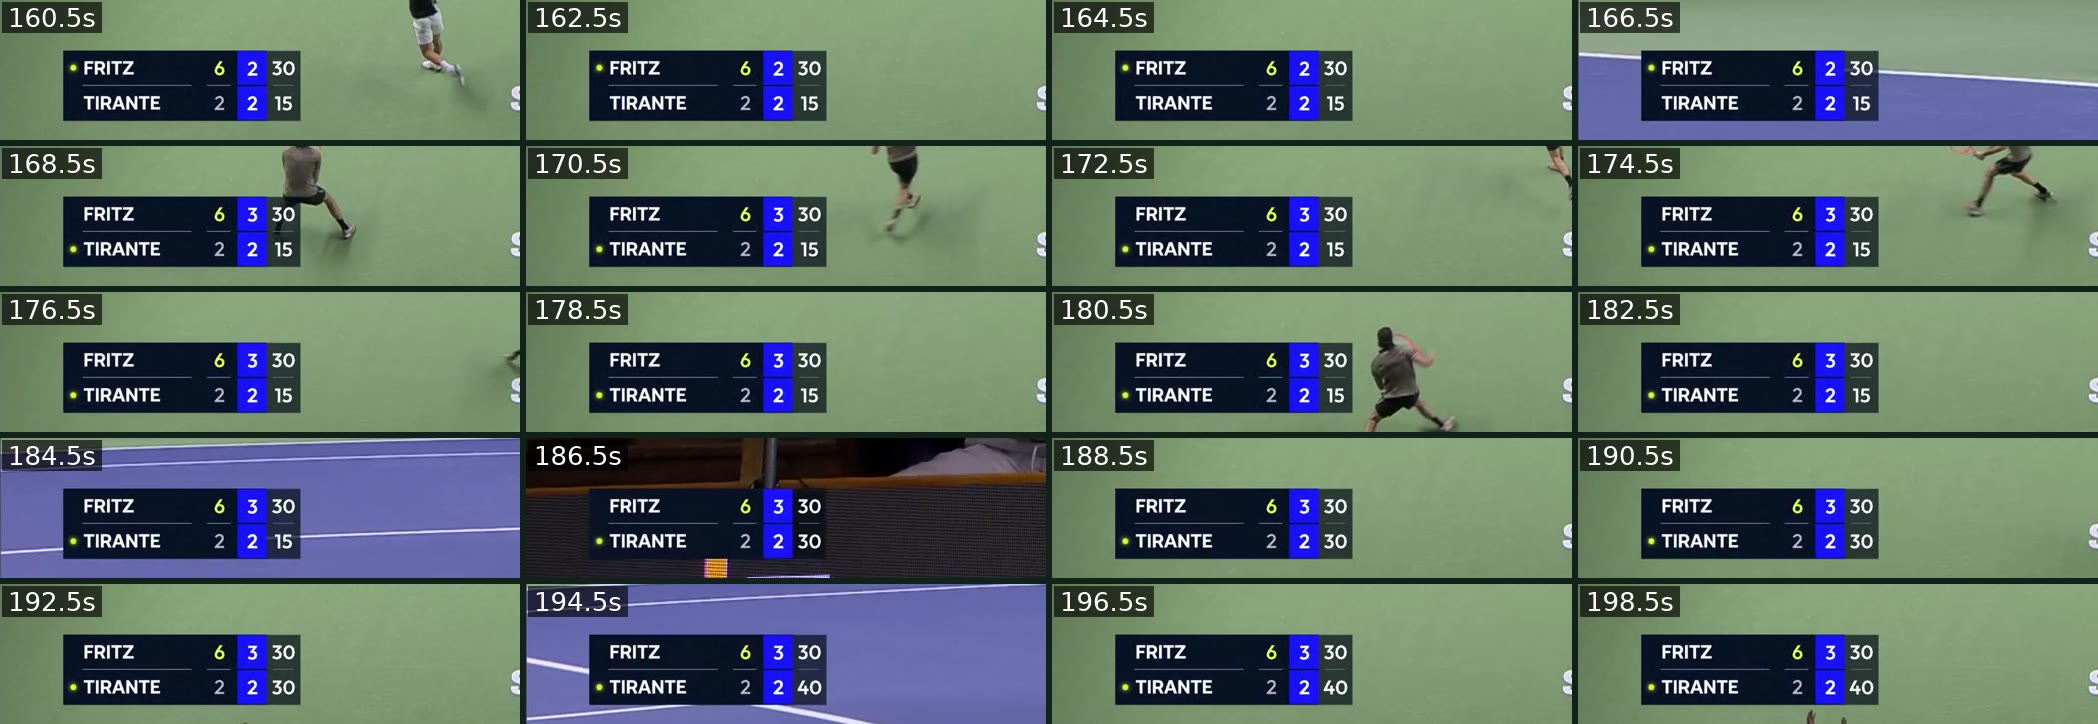 160.5s
FRITZ 6 2 30
TIRANTE 2 2 15
162.5s
FRITZ 6 2 30
TIRANTE 2 2 15
164.5s
FRITZ 6 2 30
TIRANTE 2 2 15
166.5s
FRITZ 6 2 30
TIRANTE 2 2 15
168.5s
FRITZ 6 3 30
TIRANTE 2 2 15
170.5s
FRITZ 6 3 30
TIRANTE 2 2 15
172.5s
FRITZ 6 3 30
TIRANTE 2 2 15
174.5s
FRITZ 6 3 30
TIRANTE 2 2 15
176.5s
FRITZ 6 3 30
TIRANTE 2 2 15
178.5s
FRITZ 6 3 30
TIRANTE 2 2 15
180.5s
FRITZ 6 3 30
TIRANTE 2 2 15
182.5s
FRITZ 6 3 30
TIRANTE 2 2 15
184.5s
FRITZ 6 3 30
TIRANTE 2 2 15
186.5s
FRITZ 6 3 30
TIRANTE 2 2 30
188.5s
FRITZ 6 3 30
TIRANTE 2 2 30
190.5s
FRITZ 6 3 30
TIRANTE 2 2 30
192.5s
FRITZ 6 3 30
TIRANTE 2 2 30
194.5s
FRITZ 6 3 30
TIRANTE 2 2 40
196.5s
FRITZ 6 3 30
TIRANTE 2 2 40
198.5s
FRITZ 6 3 30
TIRANTE 2 2 40